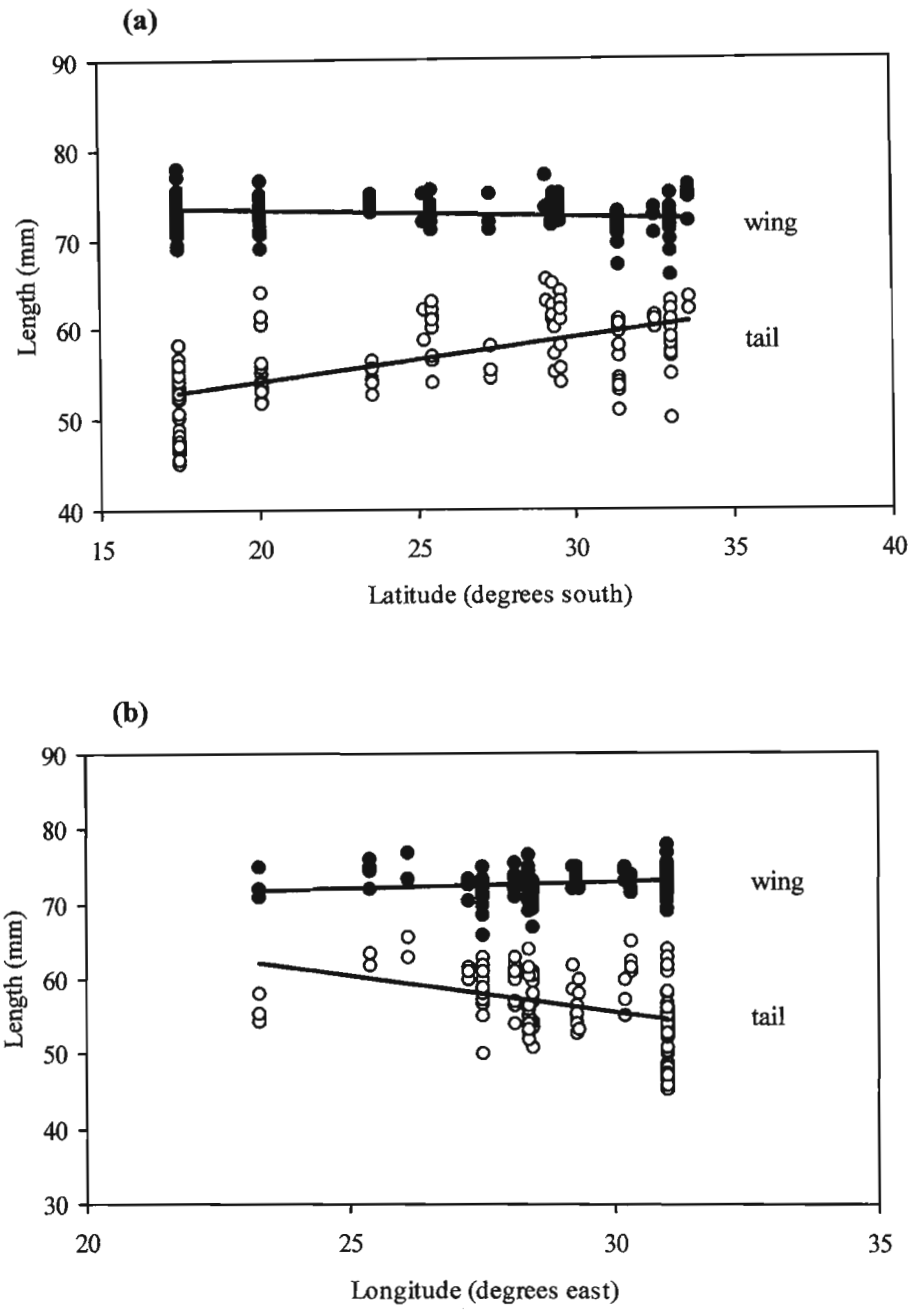 (a)
90
80
70
60
50
40
Length (mm)
wing
tail
15 20 25 30 35 40
Latitude (degrees south)
(b)
90
80
70
60
50
40
30
Length (mm)
wing
tail
20 25 30 35
Longitude (degrees east)